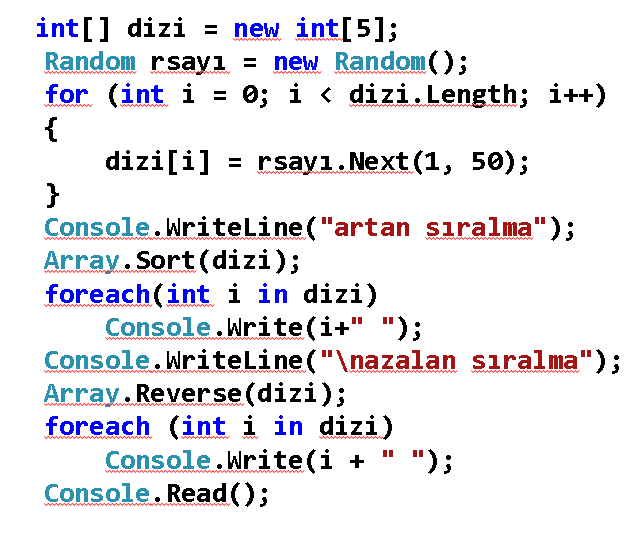 int[] dizi = new int[5];
Random rsayı = new Random();
for (int i = 0; i < dizi.Length; i++)
{
dizi[i] = rsayı.Next(1, 50);
}
Console.WriteLine("artan sıralma");
Array.Sort(dizi);
foreach(int i in dizi)
Console.Write(i+" ");
Console.WriteLine("\nazalan sıralma");
Array.Reverse(dizi);
foreach (int i in dizi)
Console.Write(i + " ");
Console.Read();